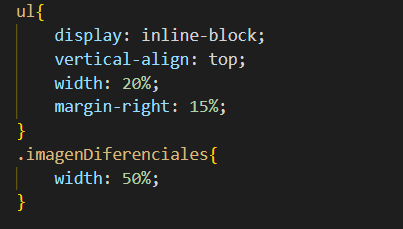 ul{
    display: inline-block;
    vertical-align: top;
    width: 20%;
    margin-right: 15%;
}
.imagenDiferenciales{
    width: 50%;
}